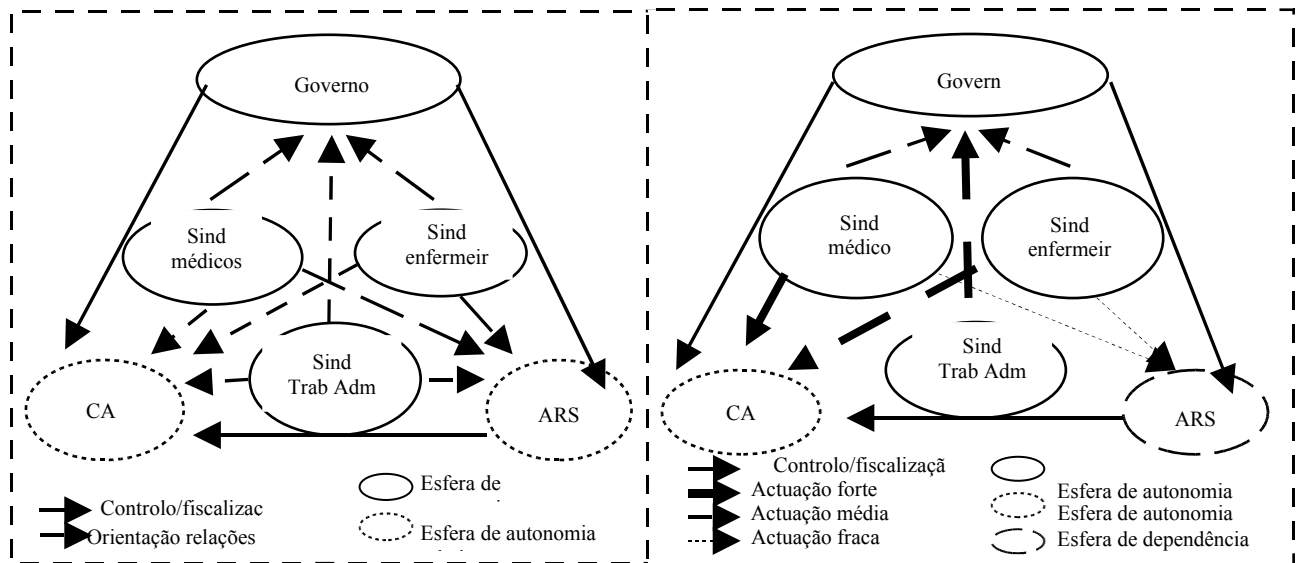 Governo
Sind
médicos
Sind
enfermeir
Sind
Trab Adm
CA
ARS
Controlo/fiscalizac
Orientação relações
Esfera de
Esfera de autonomia
Govern
Sind
médico
Sind
enfermeir
Sind
Trab Adm
CA
ARS
Controlo/fiscalizaçã
Actuação forte
Actuação média
Actuação fraca
Esfera de autonomia
Esfera de autonomia
Esfera de dependência